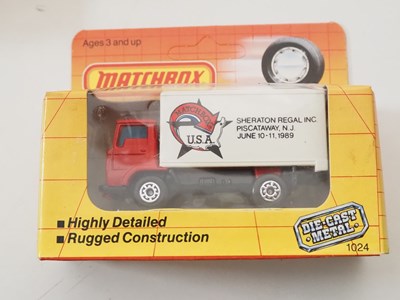 Ages 3 and up
MATCHBOX
U.S.A.
SHERATON REGAL INC.
PISCATAWAY, N.J.
JUNE 10-11, 1989
■ Highly Detailed
■ Rugged Construction
DIE-CAST
METAL
1024